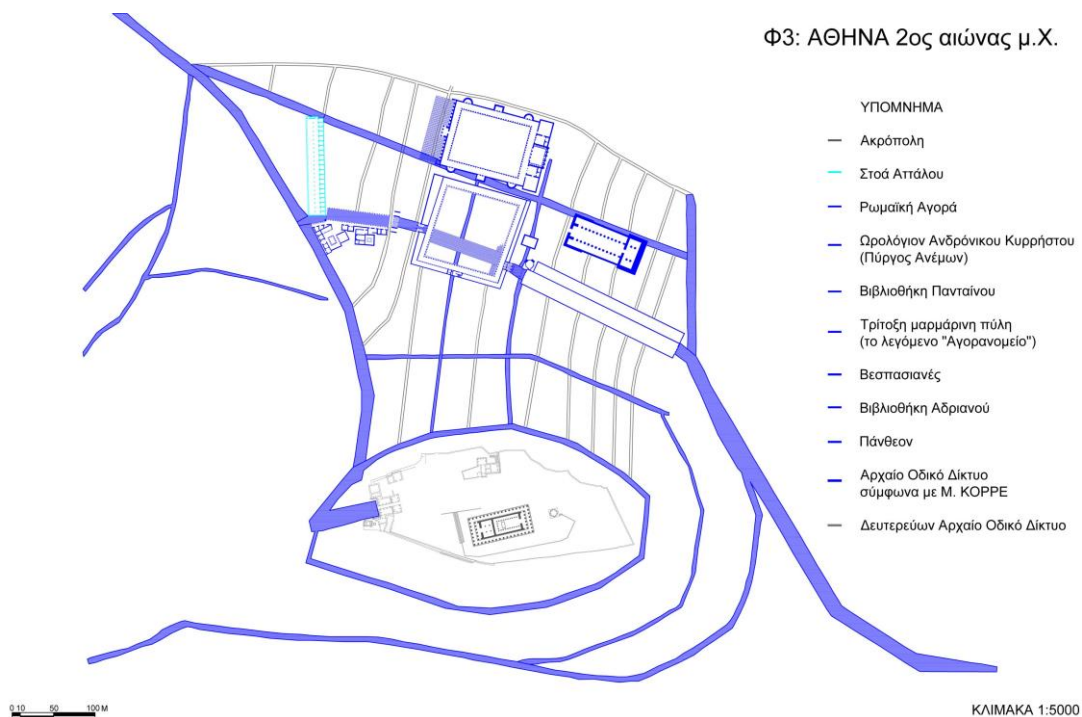 Φ3: ΑΘΗΝΑ 2ος αιώνας μ.Χ.
ΥΠΟΜΝΗΜΑ
Ακρόπολη
Στοά Αττάλου
Ρωμαϊκή Αγορά
Ωρολόγιον Ανδρόνικου Κυρρήστου
(Πύργος Ανέμων)
Βιβλιοθήκη Πανταίνου
Τρίτοξη μαρμάρινη πύλη
(το λεγόμενο "Αγορανομείο")
Βεσπασιανές
Βιβλιοθήκη Αδριανού
Πάνθεον
Αρχαίο Οδικό Δίκτυο
σύμφωνα με Μ. ΚΟΡΡΕ
Δευτερεύων Αρχαίο Οδικό Δίκτυο
0 10 50 100 M
ΚΛΙΜΑΚΑ 1:5000